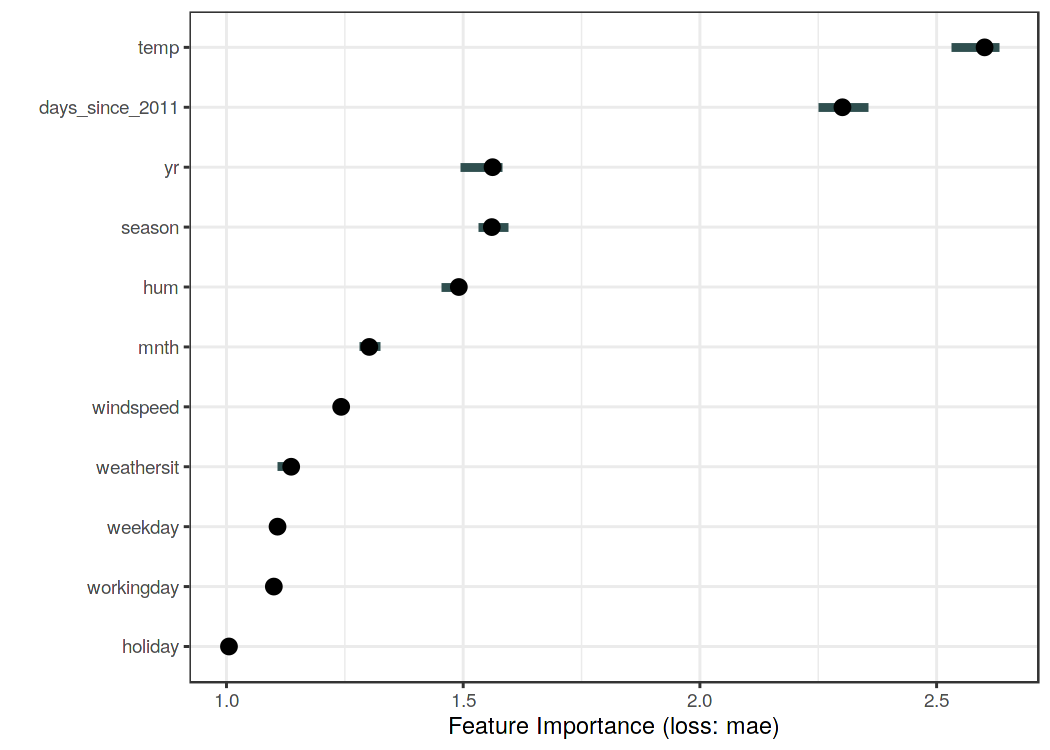 temp
days_since_2011
yr
season
hum
mnth
windspeed
weathersit
weekday
workingday
holiday
1.0 1.5 2.0 2.5
Feature Importance (loss: mae)